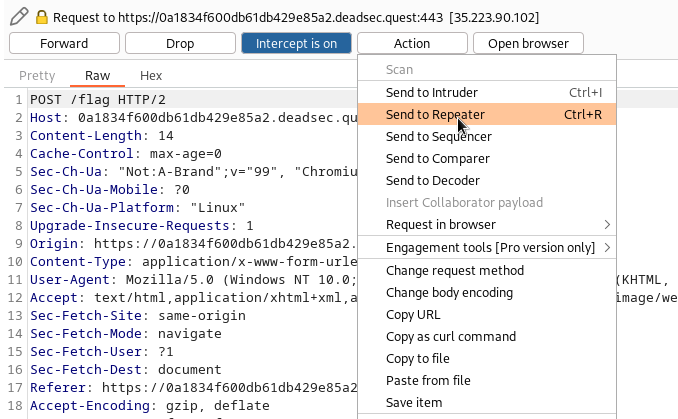 Request to https://0a1834f600db61db429e85a2.deadsec.quest:443 [35.223.90.102]
Forward Drop Intercept is on Action Open browser
Pretty Raw Hex
Scan
Send to Intruder Ctrl+I
Send to Repeater Ctrl+R
Send to Sequencer
Send to Comparer
Send to Decoder
Insert Collaborator payload
Request in browser
Engagement tools [Pro version only]
Change request method
Change body encoding
Copy URL
Copy as curl command
Copy to file
Paste from file
Save item
1 POST /flag HTTP/2
2 Host: 0a1834f600db61db429e85a2.deadsec.qu
3 Content-Length: 14
4 Cache-Control: max-age=0
5 Sec-Ch-Ua: "Not:A-Brand";v="99", "Chromiu
6 Sec-Ch-Ua-Mobile: ?0
7 Sec-Ch-Ua-Platform: "Linux"
8 Upgrade-Insecure-Requests: 1
9 Origin: https://0a1834f600db61db429e85a2.
10 Content-Type: application/x-www-form-urle
11 User-Agent: Mozilla/5.0 (Windows NT 10.0; (KHTML,
12 Accept: text/html,application/xhtml+xml,a image/we
13 Sec-Fetch-Site: same-origin
14 Sec-Fetch-Mode: navigate
15 Sec-Fetch-User: ?1
16 Sec-Fetch-Dest: document
17 Referer: https://0a1834f600db61db429e85a2
18 Accept-Encoding: gzip, deflate